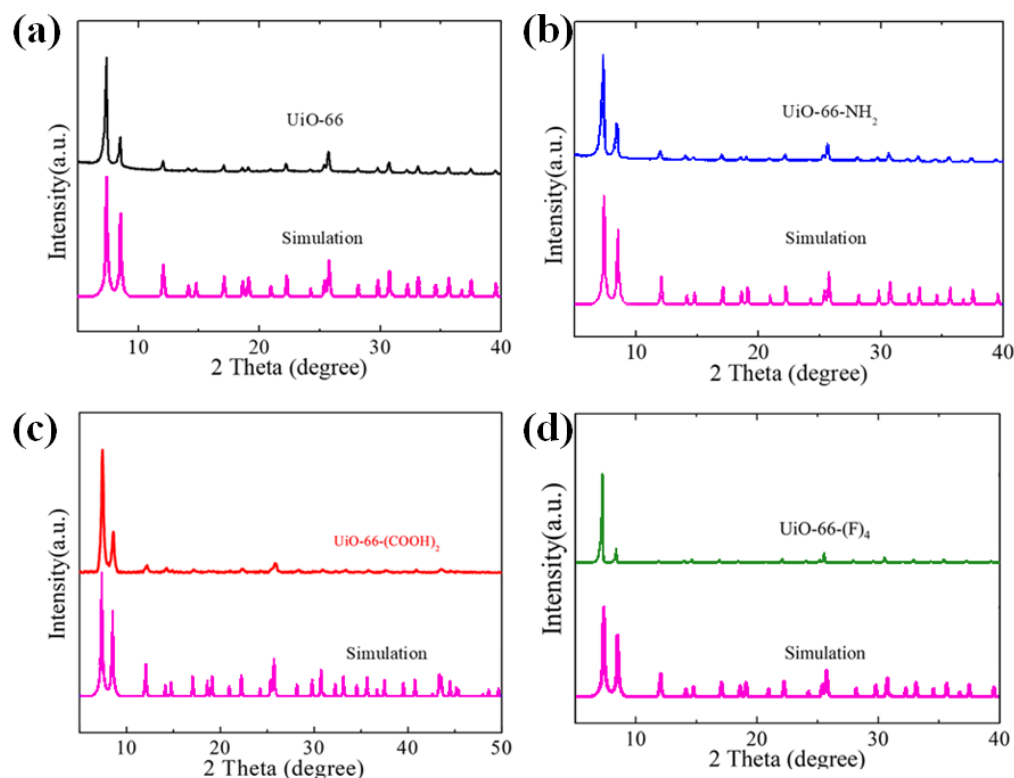 (a)
Intensity(a.u.)
UiO-66
Simulation
10 20 30 40
2 Theta (degree)
(b)
Intensity(a.u.)
UiO-66-NH₂
Simulation
10 20 30 40
2 Theta (degree)
(c)
Intensity(a.u.)
UiO-66-(COOH)₂
Simulation
10 20 30 40 50
2 Theta (degree)
(d)
Intensity(a.u.)
UiO-66-(F)₄
Simulation
10 20 30 40
2 Theta (degree)